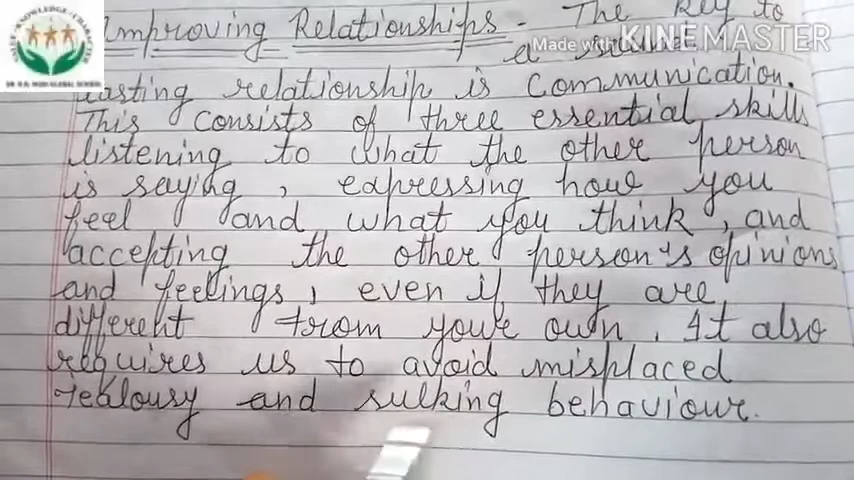 Improving Relationships - The key to
a secure
lasting relationship is communication.
This consists of three essential skills
listening to what the other person
is saying, expressing how you
feel and what you think, and
accepting the other person's opinions
and feelings, even if they are
different from your own. It also
requires us to avoid misplaced
Jealousy and sulking behaviour.
Made with KINEMASTER